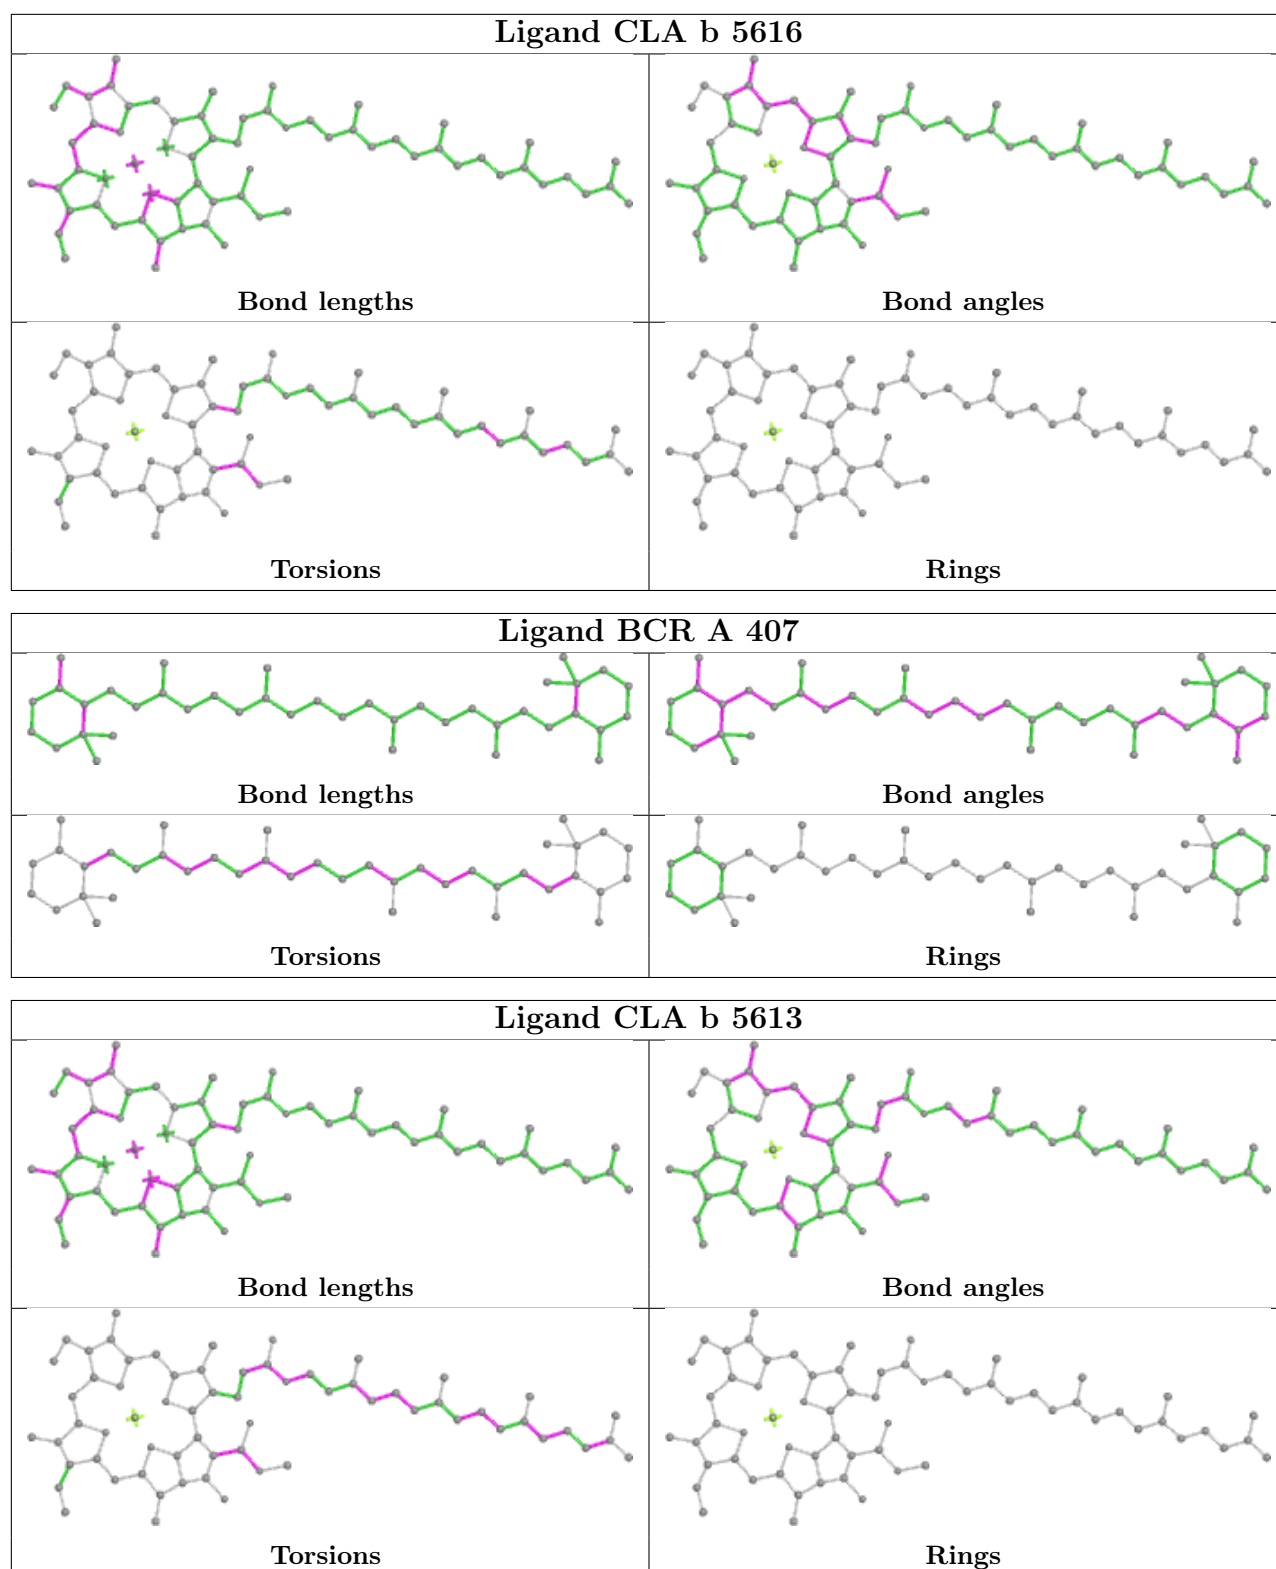 Ligand CLA b 5616
Bond lengths
Bond angles
Torsions
Rings
Ligand BCR A 407
Bond lengths
Bond angles
Torsions
Rings
Ligand CLA b 5613
Bond lengths
Bond angles
Torsions
Rings